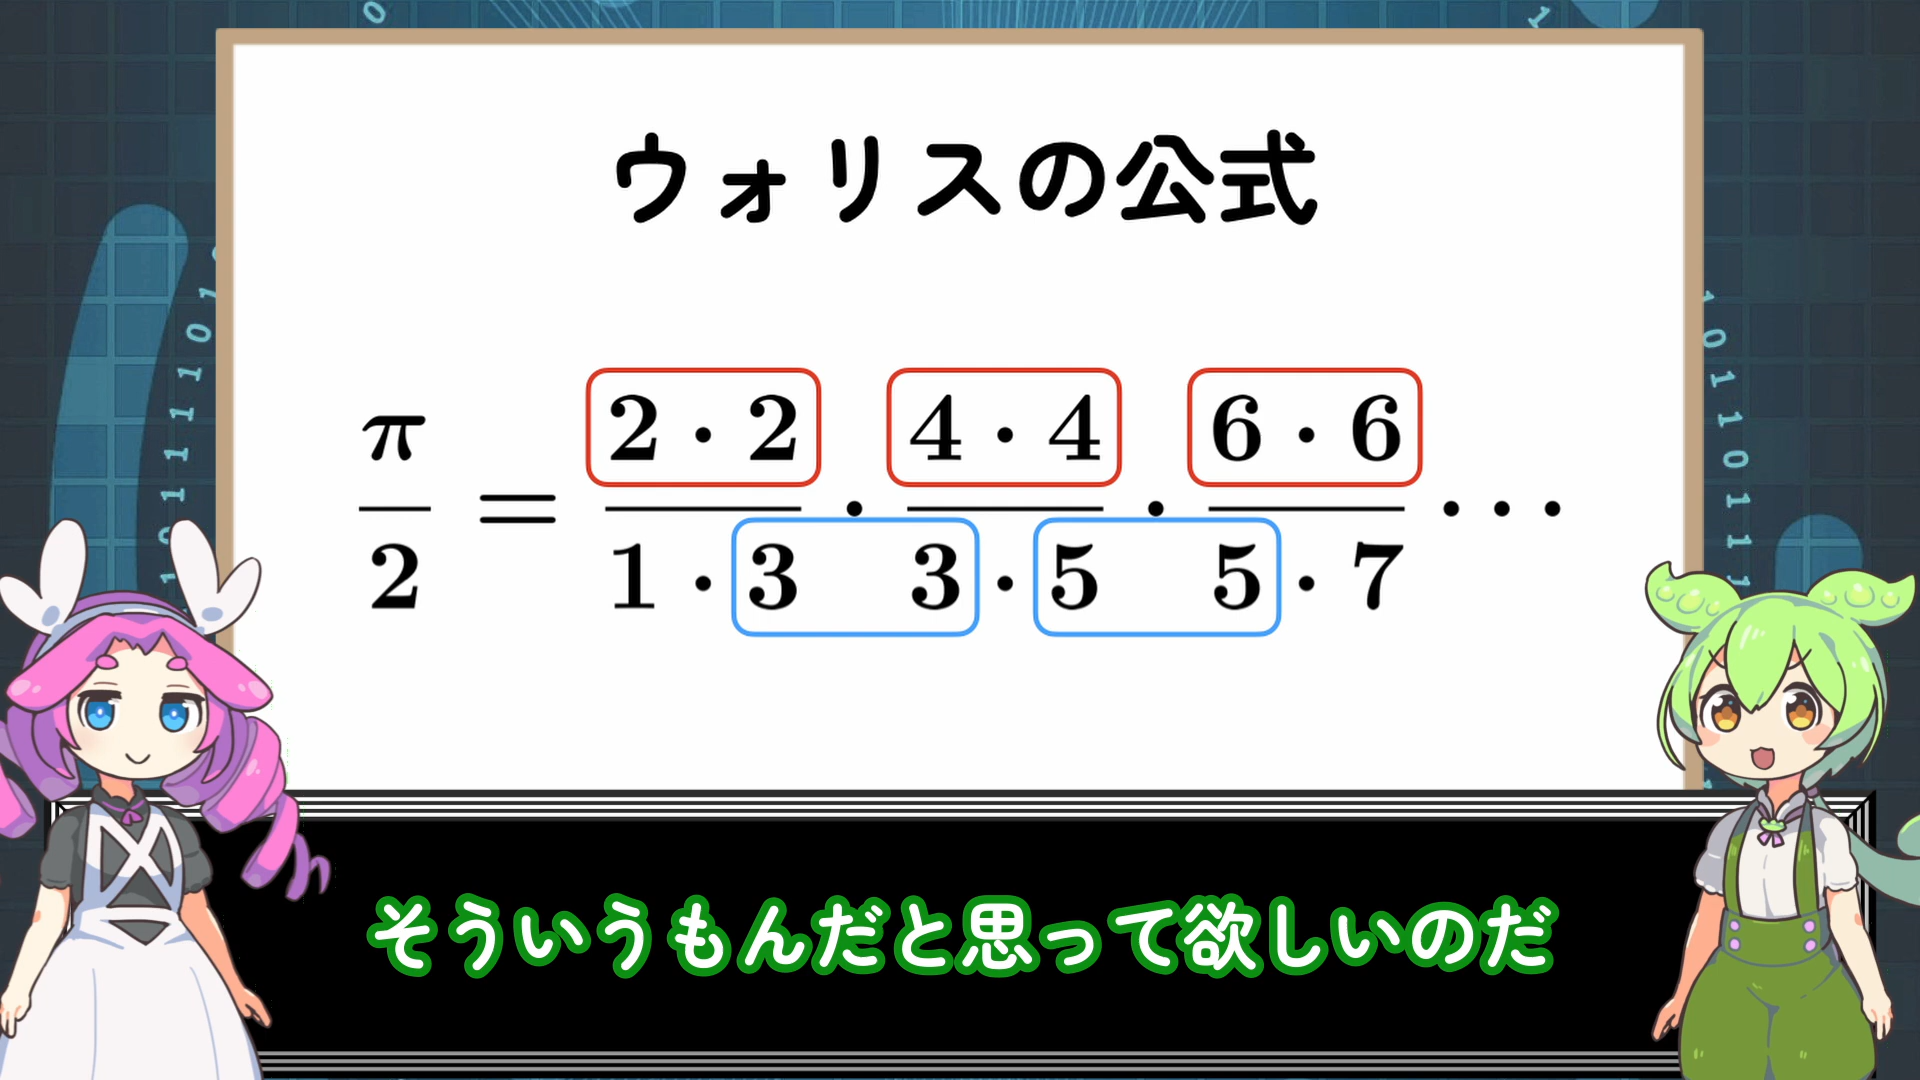 ウォリスの公式
π/2 = 2・2/1・3 ・ 4・4/3・5 ・ 6・6/5・7 ・・・
そういうもんだと思って欲しいのだ